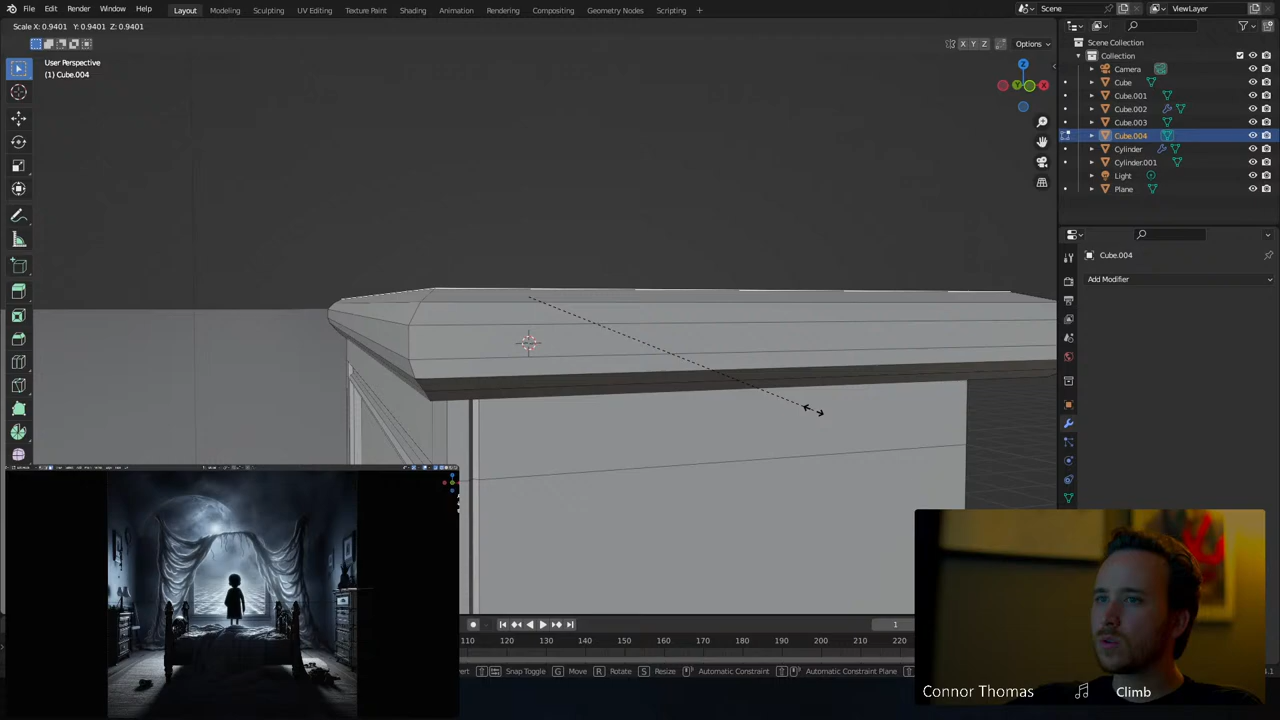 File Edit Render Window Help Layout Modeling Sculpting UV Editing Texture Paint Shading Animation Rendering Compositing Geometry Nodes Scripting + Scene ViewLayer
Scale X: 0.9401 Y: 0.9401 Z: 0.9401
X Y Z Options
User Perspective
(1) Cube.004
Z
Y X
Scene Collection
Collection
Camera
Cube
Cube.001
Cube.002
Cube.003
Cube.004
Cylinder
Cylinder.001
Light
Plane
Cube.004
Add Modifier
1
110 120 130 140 150 160 170 180 190 200 210 220
Snap Toggle G Move R Rotate S Resize Automatic Constraint Automatic Constraint Plane
Connor Thomas Climb